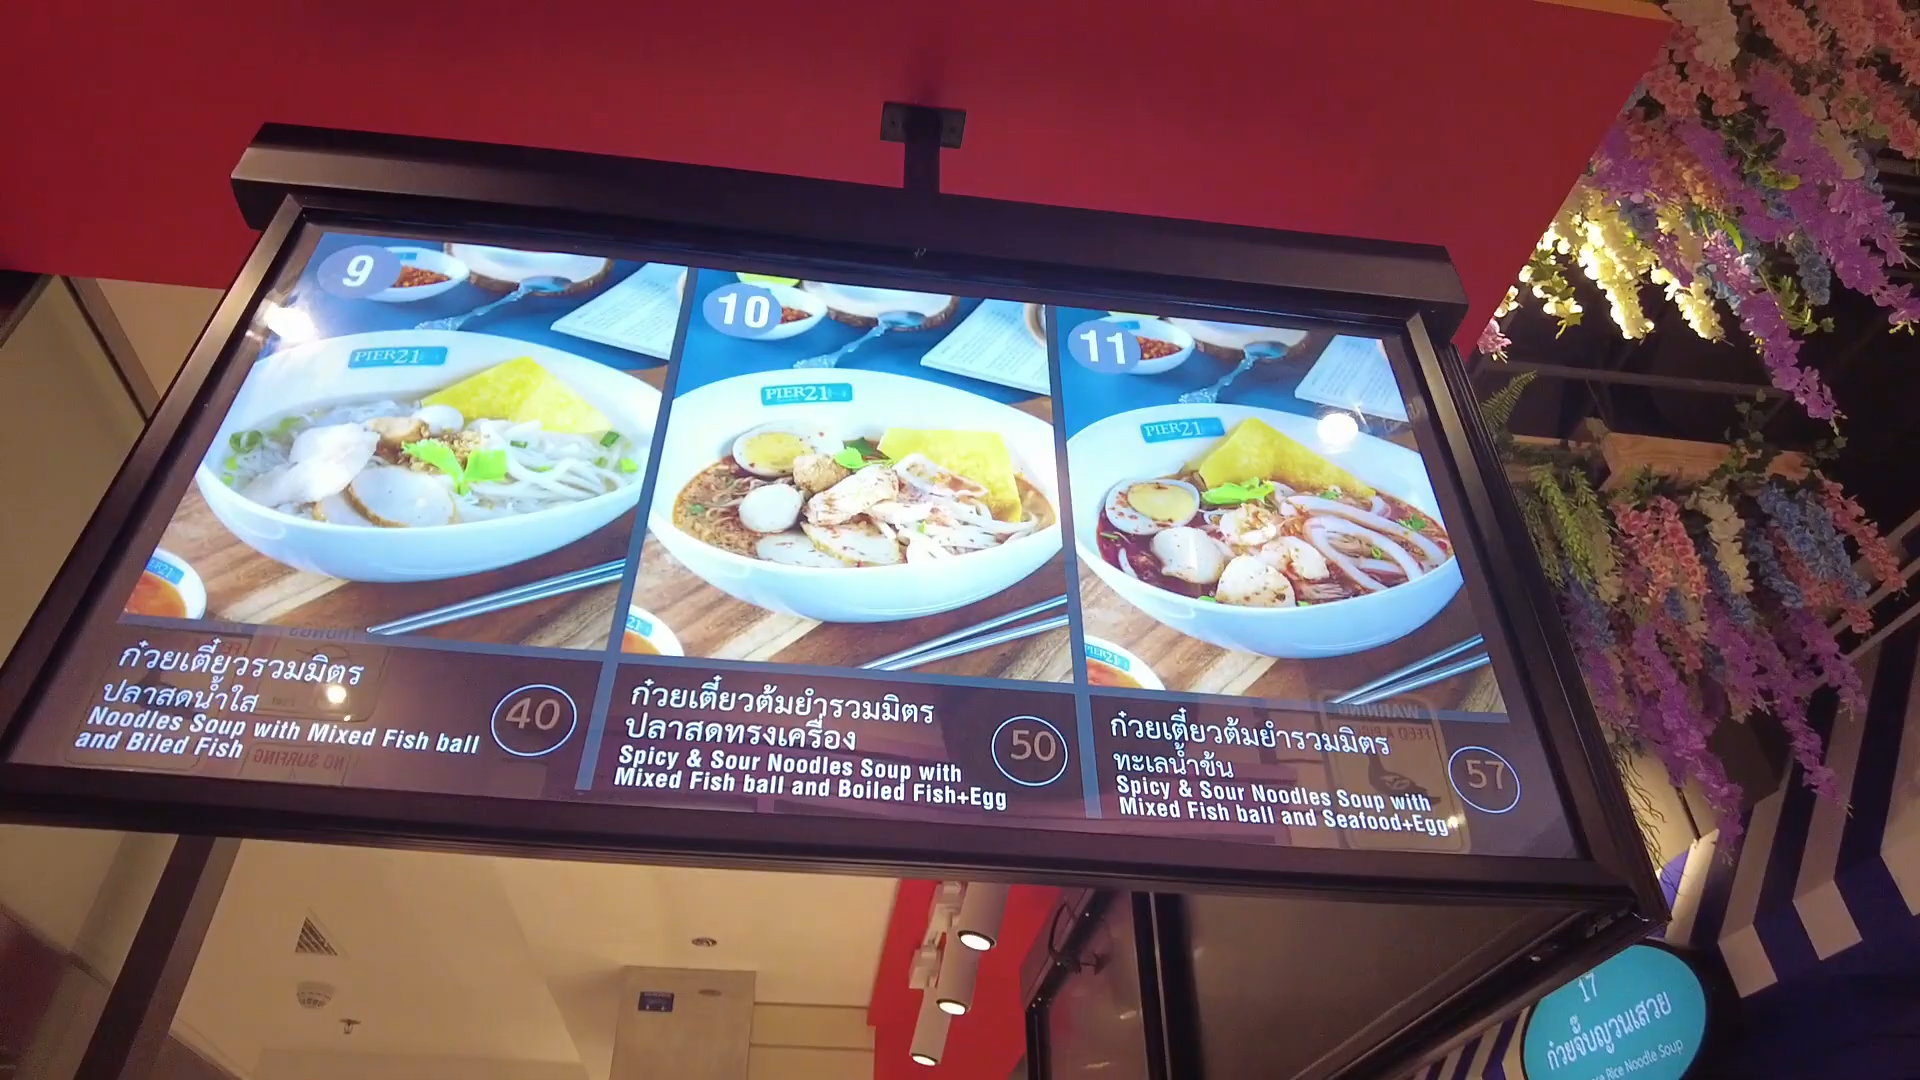 9
PIER21
ก๋วยเตี๋ยวรวมมิตร
ปลาสดน้ำใส
Noodles Soup with Mixed Fish ball
and Biled Fish
40
10
PIER21
ก๋วยเตี๋ยวต้มยำรวมมิตร
ปลาสดทรงเครื่อง
Spicy & Sour Noodles Soup with
Mixed Fish ball and Boiled Fish+Egg
50
11
PIER21
ก๋วยเตี๋ยวต้มยำรวมมิตร
ทะเลน้ำข้น
Spicy & Sour Noodles Soup with
Mixed Fish ball and Seafood+Egg
57
PIER21
WARNING
NO SURFING
17
ก๋วยจั๊บญวนเสวย
Rice Noodle Soup